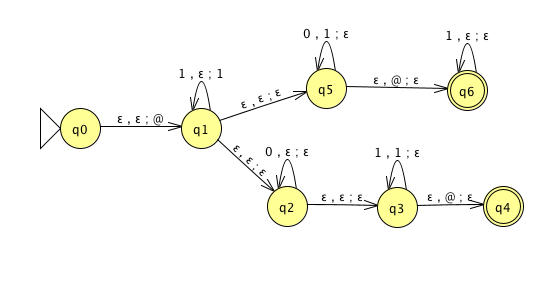 0 , 1 ; ε
1 , ε ; ε
1 , ε ; 1
q5
ε , @ ; ε
q6
ε , ε ; ε
q0
ε , ε ; @
q1
ε , ε ; ε
0 , ε ; ε
1 , 1 ; ε
q2
ε , ε ; ε
q3
ε , @ ; ε
q4